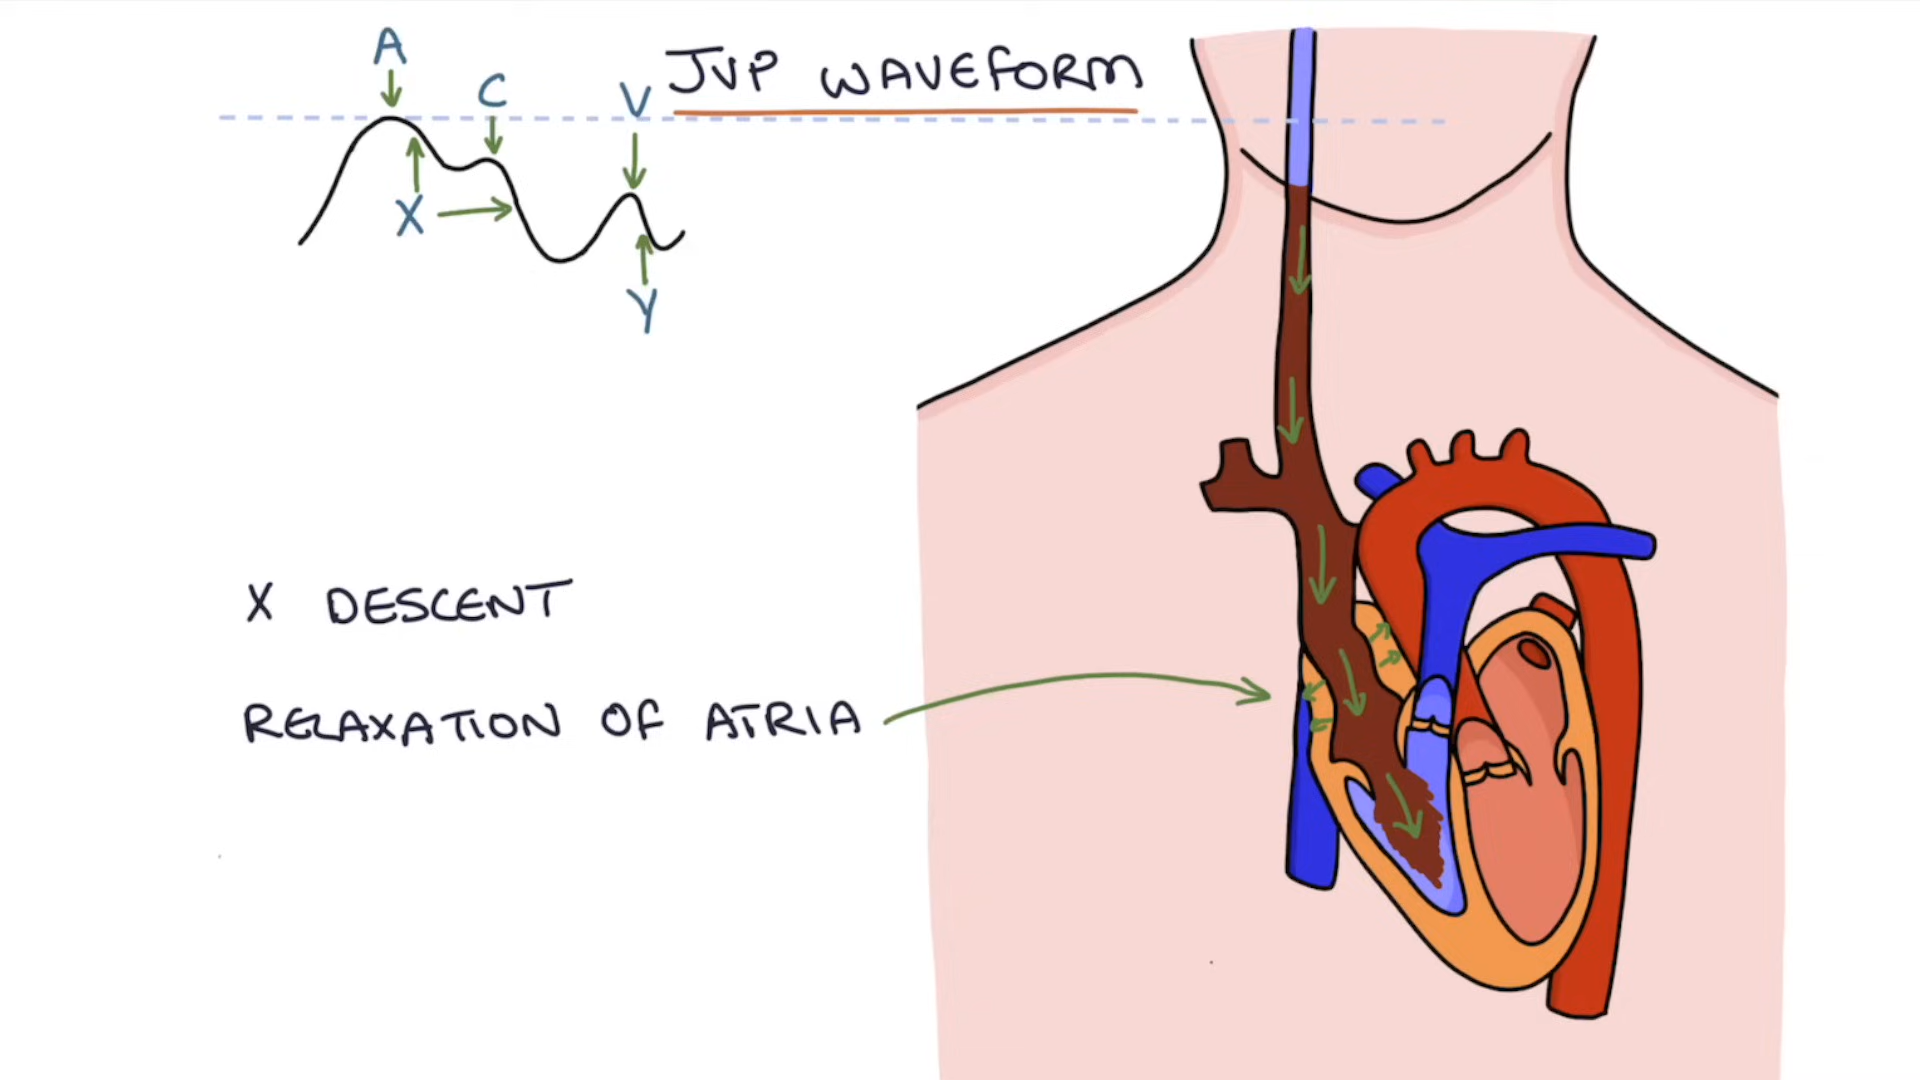 A
C
V
JVP WAVEFORM
X
Y
X DESCENT
RELAXATION OF ATRIA